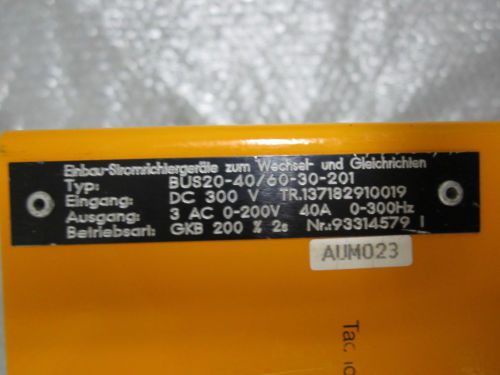 Einbau-Stromrichtergeräte zum Wechsel- und Gleichrichten
Typ: BUS20-40/60-30-201
Eingang: DC 300 V TR.137182910019
Ausgang: 3 AC 0-200V 40A 0-300Hz
Betriebsart: GKB 200 % 2s Nr.:93314579 I
AUM023